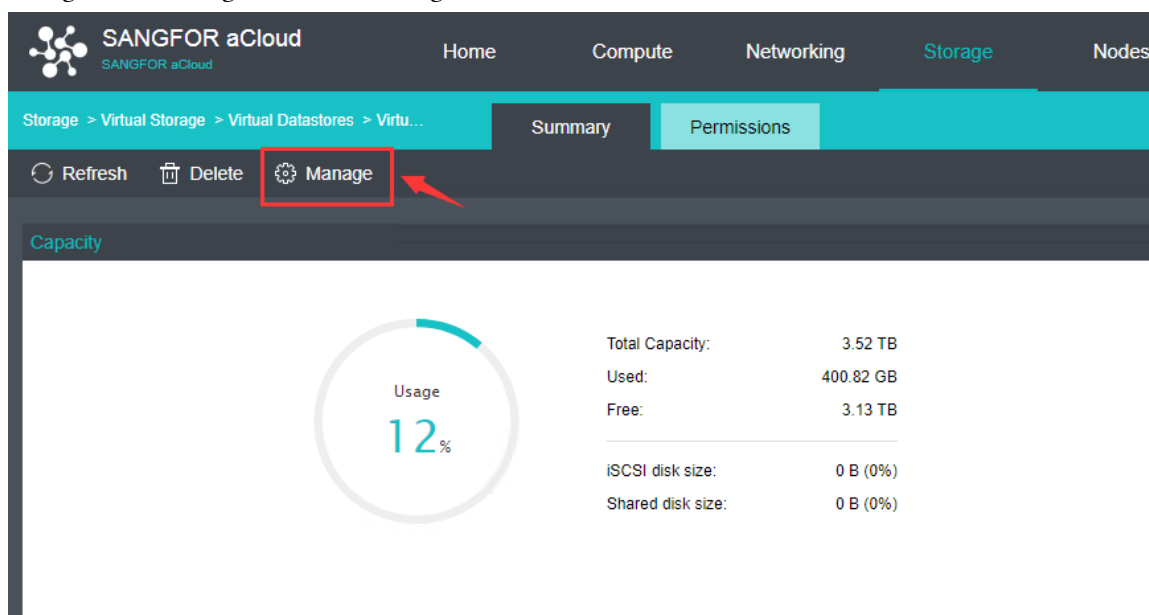 SANGFOR aCloud
SANGFOR aCloud
Home Compute Networking Storage Nodes
Storage > Virtual Storage > Virtual Datastores > Virtu...
Summary Permissions
Refresh Delete Manage
Capacity
Usage
12%
Total Capacity: 3.52 TB
Used: 400.82 GB
Free: 3.13 TB
iSCSI disk size: 0 B (0%)
Shared disk size: 0 B (0%)